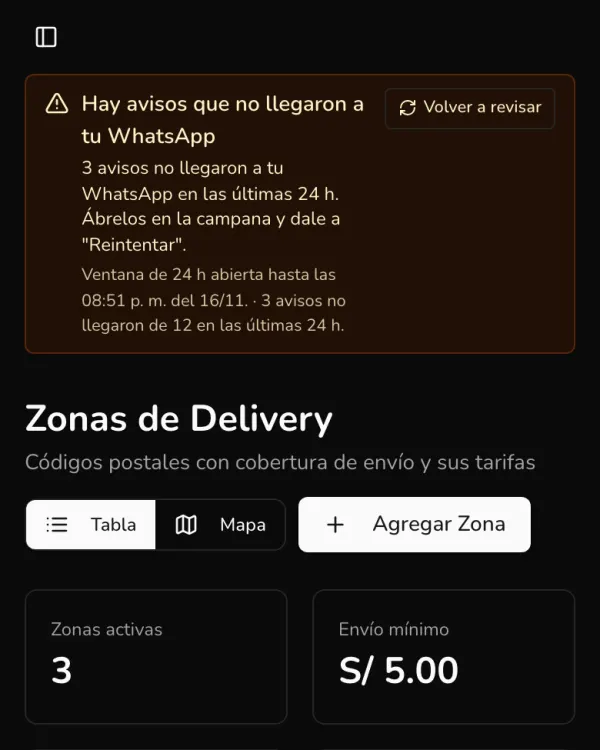 Hay avisos que no llegaron a
tu WhatsApp
Volver a revisar
3 avisos no llegaron a tu
WhatsApp en las últimas 24 h.
Ábrelos en la campana y dale a
"Reintentar".
Ventana de 24 h abierta hasta las
08:51 p. m. del 16/11. · 3 avisos no
llegaron de 12 en las últimas 24 h.
Zonas de Delivery
Códigos postales con cobertura de envío y sus tarifas
Tabla
Mapa
Agregar Zona
Zonas activas
3
Envío mínimo
S/ 5.00